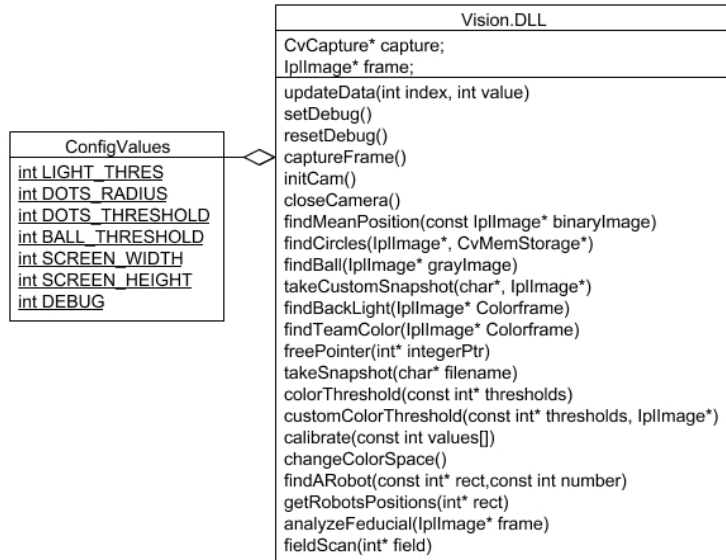 Vision.DLL
CvCapture* capture;
IplImage* frame;
updateData(int index, int value)
setDebug()
resetDebug()
captureFrame()
initCam()
closeCamera()
findMeanPosition(const IplImage* binaryImage)
findCircles(IplImage*, CvMemStorage*)
findBall(IplImage* grayImage)
takeCustomSnapshot(char*, IplImage*)
findBackLight(IplImage* Colorframe)
findTeamColor(IplImage* Colorframe)
freePointer(int* integerPtr)
takeSnapshot(char* filename)
colorThreshold(const int* thresholds)
customColorThreshold(const int* thresholds, IplImage*)
calibrate(const int values[])
changeColorSpace()
findARobot(const int* rect,const int number)
getRobotsPositions(int* rect)
analyzeFeducial(IplImage* frame)
fieldScan(int* field)
ConfigValues
int LIGHT_THRES
int DOTS_RADIUS
int DOTS_THRESHOLD
int BALL_THRESHOLD
int SCREEN_WIDTH
int SCREEN_HEIGHT
int DEBUG